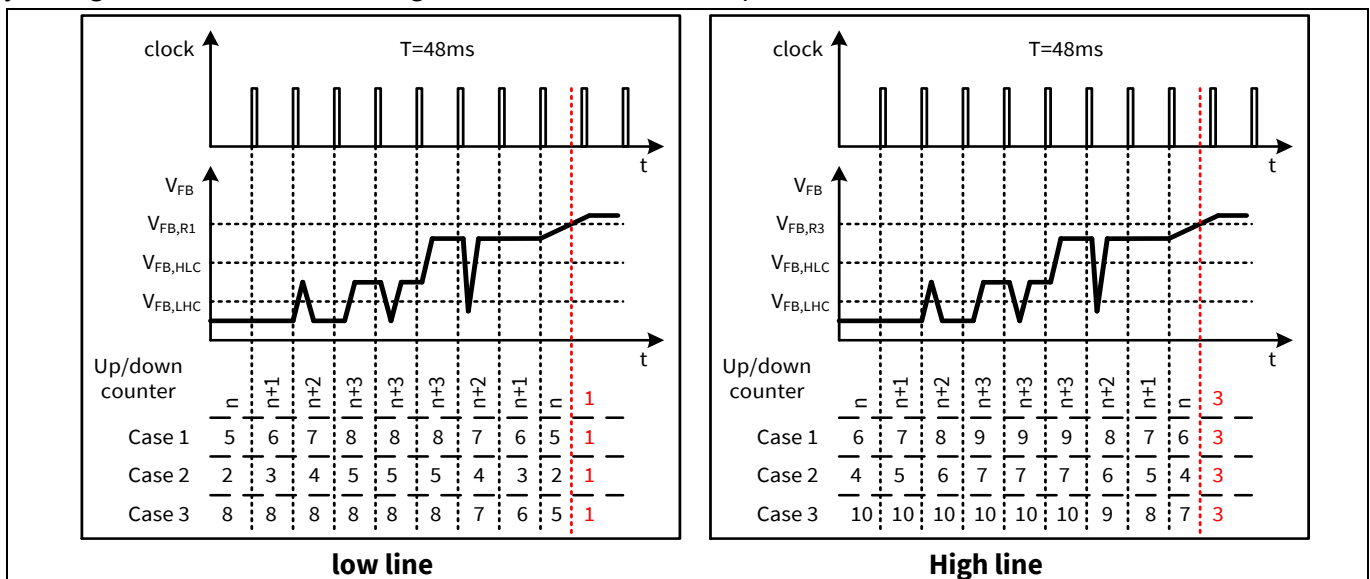 clock T=48ms
t
VFB
VFB,R1
VFB,HLC
VFB,LHC
t
Up/down
counter n n+1 n+2 n+3 n+3 n+3 n+2 n+1 n 1
Case 1 5 6 7 8 8 8 7 6 5 1
Case 2 2 3 4 5 5 5 4 3 2 1
Case 3 8 8 8 8 8 8 7 6 5 1
low line
clock T=48ms
t
VFB
VFB,R3
VFB,HLC
VFB,LHC
t
Up/down
counter n n+1 n+2 n+3 n+3 n+3 n+2 n+1 n 3
Case 1 6 7 8 9 9 9 8 7 6 3
Case 2 4 5 6 7 7 7 6 5 4 3
Case 3 10 10 10 10 10 10 9 8 7 3
High line